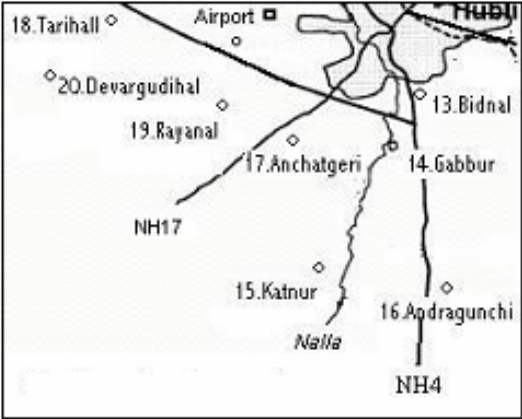 Hubli
Airport
18.Tarihall
20.Devargudihal
13.Bidnal
19.Rayanal
17.Anchatgeri
14.Gabbur
NH17
15.Katnur
16.Andragunchi
Nalla
NH4